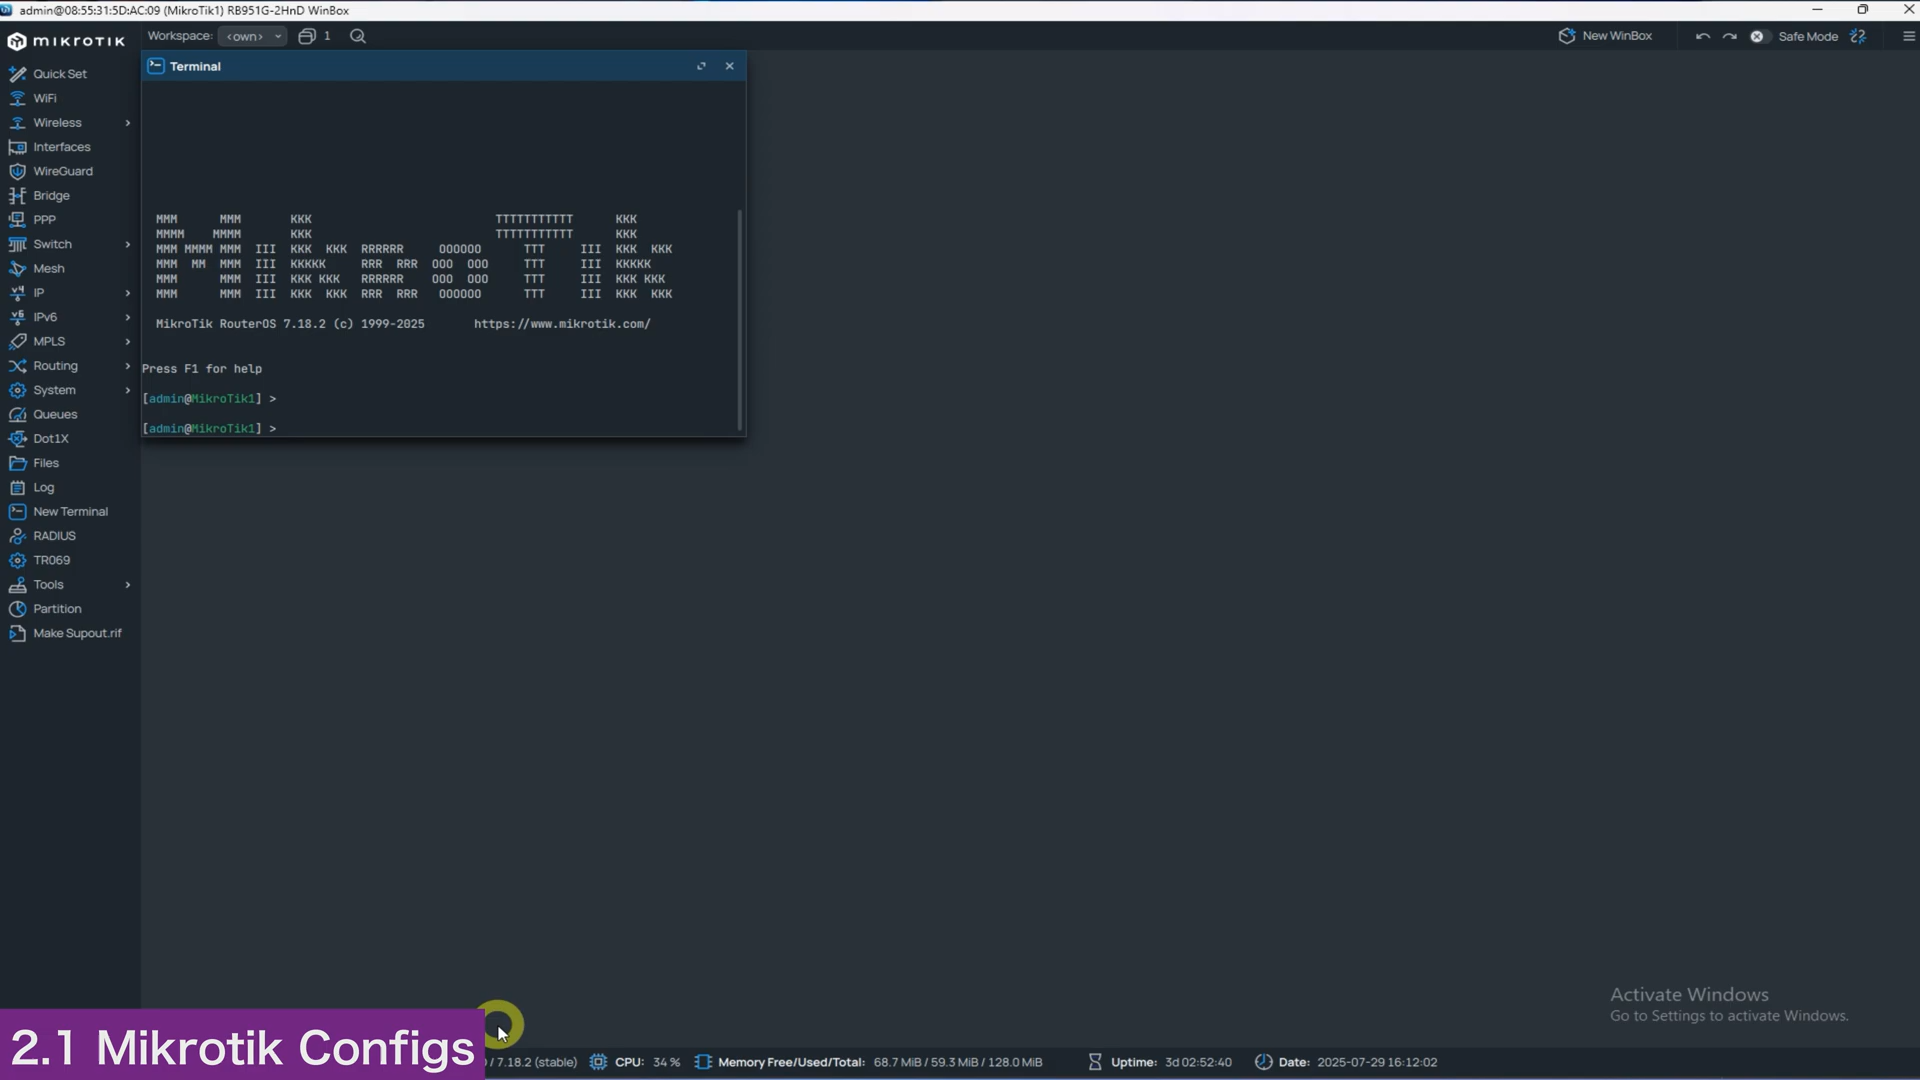 admin@08:55:31:5D:AC:09 (MikroTik1) RB951G-2HnD WinBox
mikrotik
Workspace: <own> 1
New WinBox
Safe Mode
Quick Set
WiFi
Wireless
Interfaces
WireGuard
Bridge
PPP
Switch
Mesh
IP
IPv6
MPLS
Routing
System
Queues
Dot1X
Files
Log
New Terminal
RADIUS
TR069
Tools
Partition
Make Supout.rif
Terminal
MMM      MMM       KKK                          TTTTTTTTTTT      KKK
MMMM    MMMM       KKK                          TTTTTTTTTTT      KKK
MMM MMMM MMM  III  KKK  KKK  RRRRRR     OOOOOO      TTT     III  KKK  KKK
MMM  MM  MMM  III  KKKKK     RRR  RRR  OOO  OOO     TTT     III  KKKKK
MMM      MMM  III  KKK KKK   RRRRRR    OOO  OOO     TTT     III  KKK KKK
MMM      MMM  III  KKK  KKK  RRR  RRR   OOOOOO      TTT     III  KKK  KKK
MikroTik RouterOS 7.18.2 (c) 1999-2025       https://www.mikrotik.com/
Press F1 for help
[admin@MikroTik1] >
[admin@MikroTik1] >
Activate Windows
Go to Settings to activate Windows.
2.1 Mikrotik Configs
/ 7.18.2 (stable) CPU: 34 % Memory Free/Used/Total: 68.7 MiB / 59.3 MiB / 128.0 MiB Uptime: 3d 02:52:40 Date: 2025-07-29 16:12:02